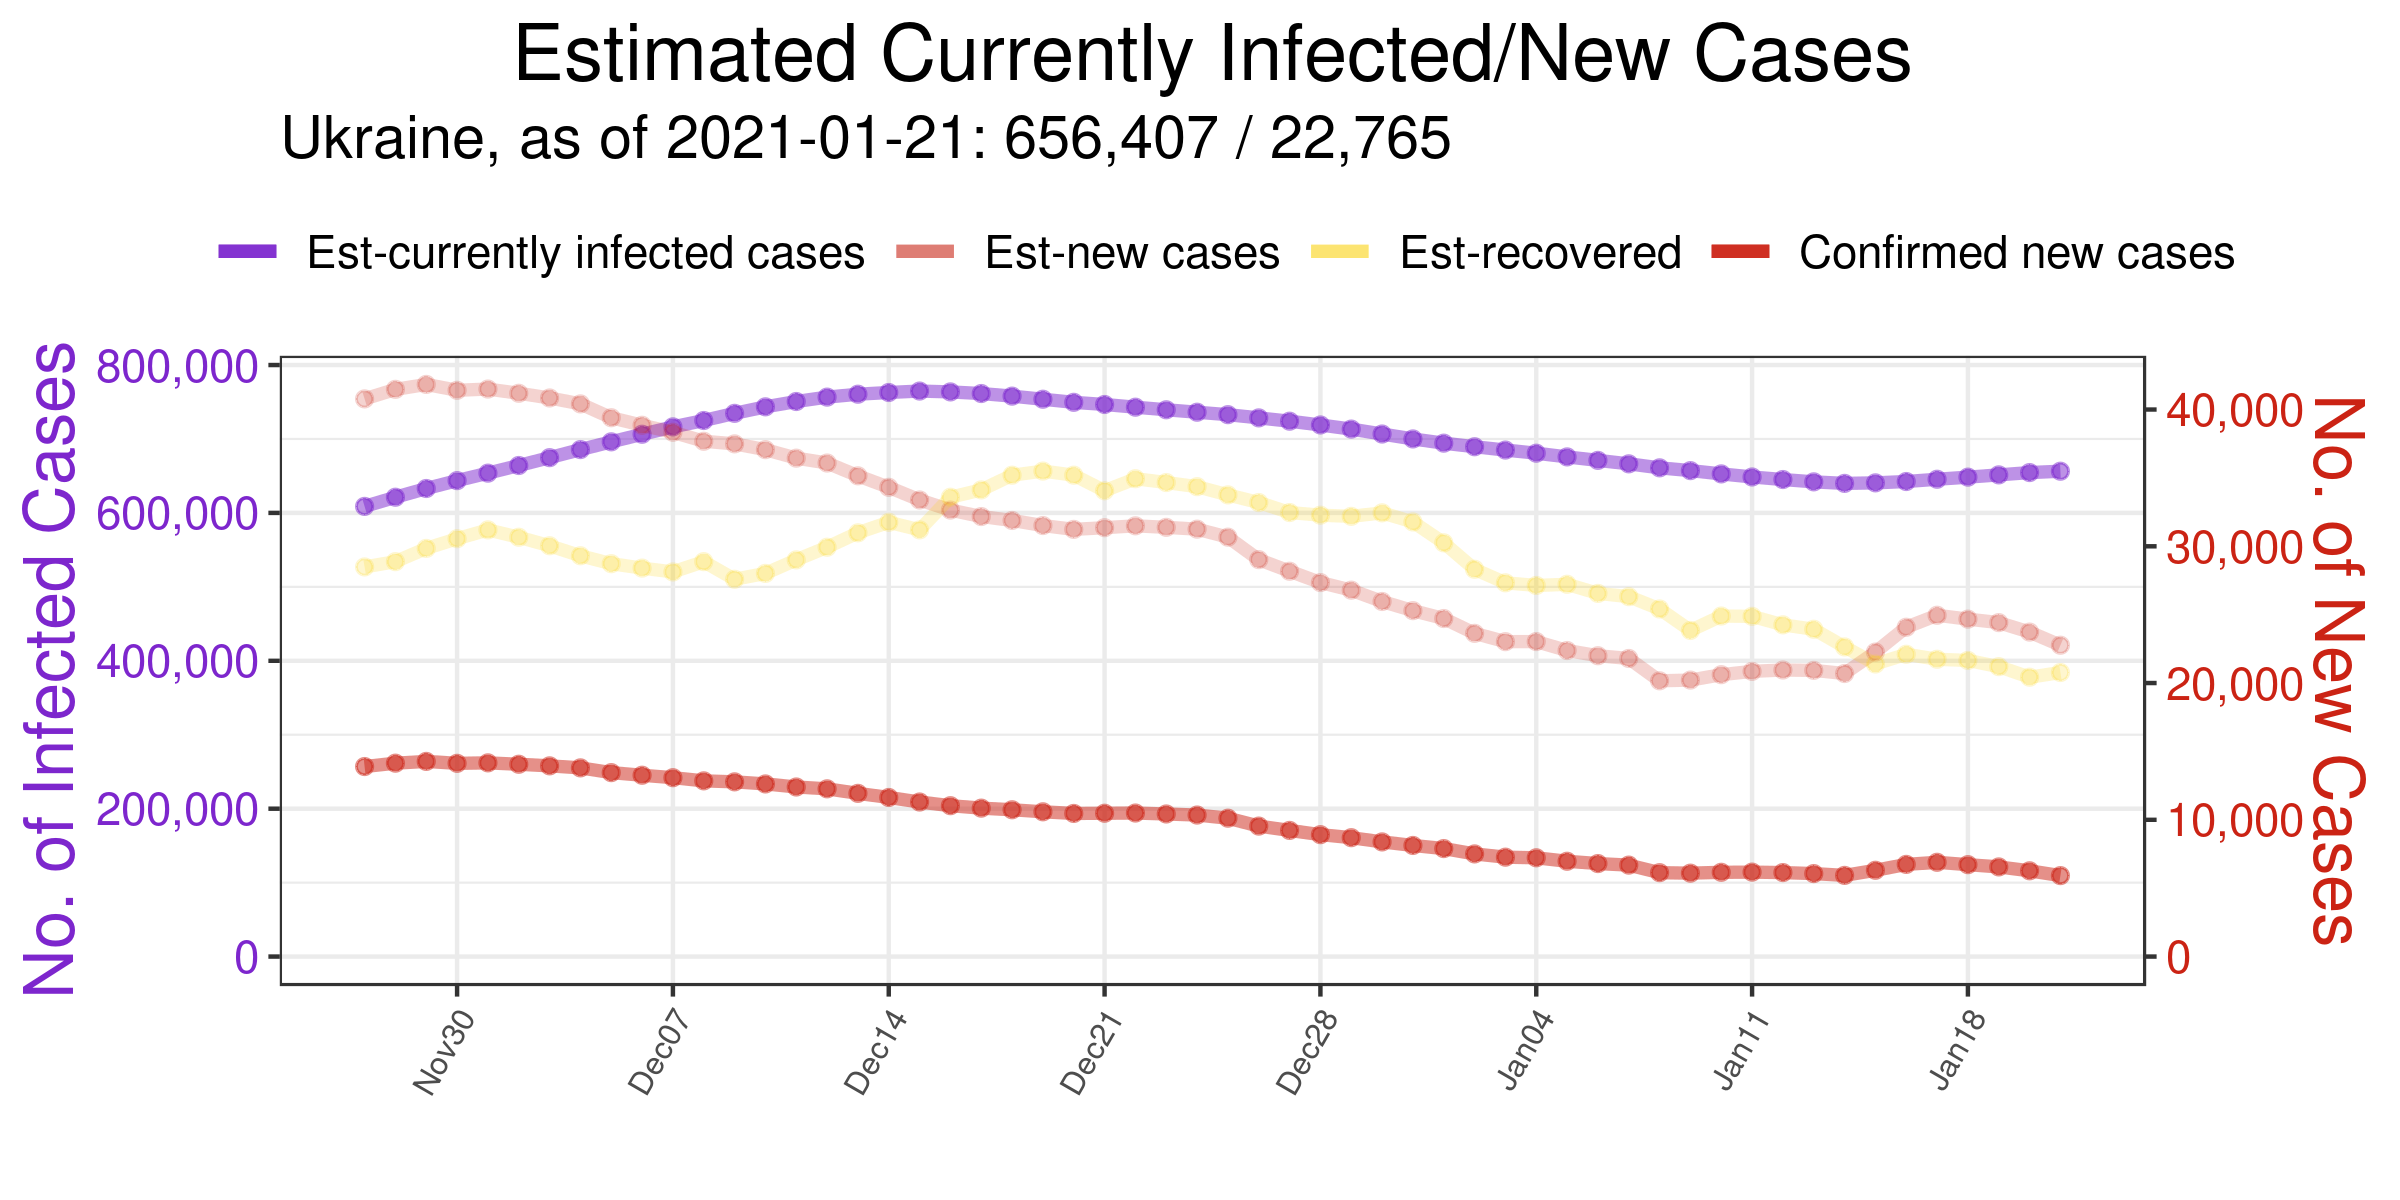 Estimated Currently Infected/New Cases
Ukraine, as of 2021-01-21: 656,407 / 22,765
Est-currently infected cases Est-new cases Est-recovered Confirmed new cases
No. of Infected Cases
800,000
600,000
400,000
200,000
0
40,000
30,000
20,000
10,000
0
No. of New Cases
Nov30 Dec07 Dec14 Dec21 Dec28 Jan04 Jan11 Jan18